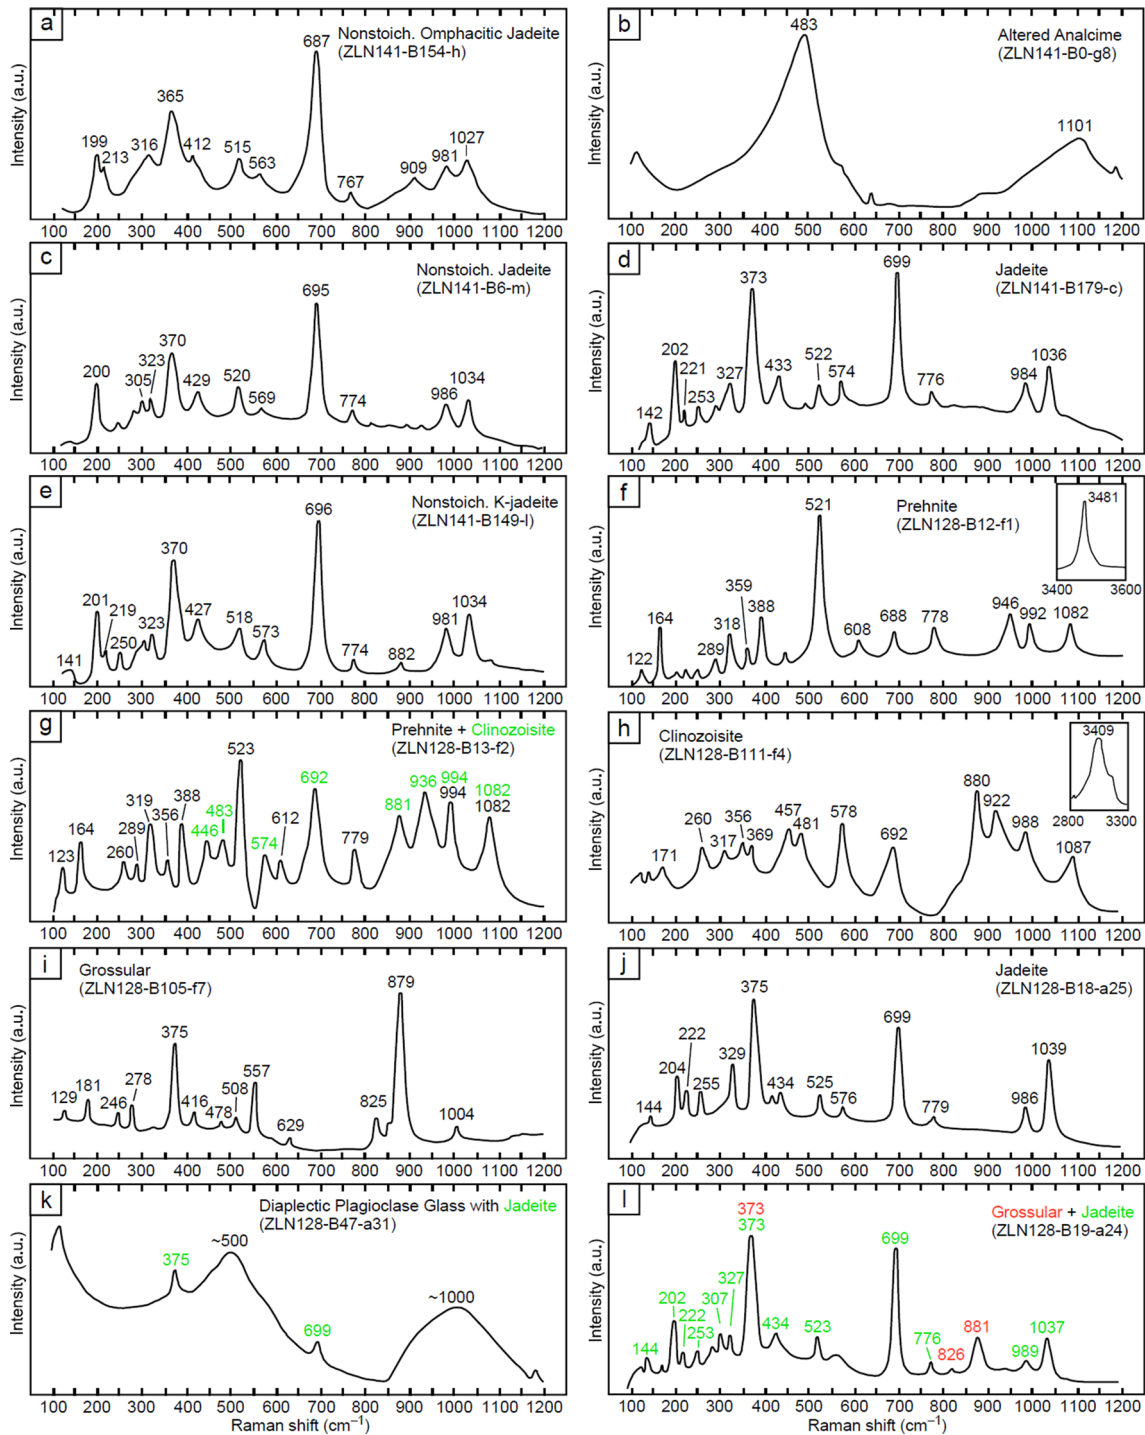 a
Nonstoich. Omphacitic Jadeite
(ZLN141-B154-h)
Intensity (a.u.)
199
213
316
365
412
515
563
687
767
909
981
1027
100 200 300 400 500 600 700 800 900 1000 1100 1200
b
Altered Analcime
(ZLN141-B0-g8)
Intensity (a.u.)
483
1101
100 200 300 400 500 600 700 800 900 1000 1100 1200
c
Nonstoich. Jadeite
(ZLN141-B6-m)
Intensity (a.u.)
200
305
323
370
429
520
569
695
774
986
1034
100 200 300 400 500 600 700 800 900 1000 1100 1200
d
Jadeite
(ZLN141-B179-c)
Intensity (a.u.)
142
202
221
253
327
373
433
522
574
699
776
984
1036
100 200 300 400 500 600 700 800 900 1000 1100 1200
e
Nonstoich. K-jadeite
(ZLN141-B149-l)
Intensity (a.u.)
141
201
219
250
323
370
427
518
573
696
774
882
981
1034
100 200 300 400 500 600 700 800 900 1000 1100 1200
f
Prehnite
(ZLN128-B12-f1)
Intensity (a.u.)
122
164
289
318
359
388
521
608
688
778
946
992
1082
3481
3400 3600
100 200 300 400 500 600 700 800 900 1000 1100 1200
g
Prehnite + Clinozoisite
(ZLN128-B13-f2)
Intensity (a.u.)
123
164
260
289
319
356
388
446
483
523
574
612
692
779
881
936
994
994
1082
1082
100 200 300 400 500 600 700 800 900 1000 1100 1200
h
Clinozoisite
(ZLN128-B111-f4)
Intensity (a.u.)
171
260
317
356
369
457
481
578
692
880
922
988
1087
3409
2800 3300
100 200 300 400 500 600 700 800 900 1000 1100 1200
i
Grossular
(ZLN128-B105-f7)
Intensity (a.u.)
129
181
246
278
375
416
478
508
557
629
825
879
1004
100 200 300 400 500 600 700 800 900 1000 1100 1200
j
Jadeite
(ZLN128-B18-a25)
Intensity (a.u.)
144
204
222
255
329
375
434
525
576
699
779
986
1039
100 200 300 400 500 600 700 800 900 1000 1100 1200
k
Diaplectic Plagioclase Glass with Jadeite
(ZLN128-B47-a31)
Intensity (a.u.)
375
~500
699
~1000
100 200 300 400 500 600 700 800 900 1000 1100 1200
Raman shift (cm⁻¹)
l
Grossular + Jadeite
(ZLN128-B19-a24)
Intensity (a.u.)
144
202
222
253
307
327
373
373
434
523
699
776
826
881
989
1037
100 200 300 400 500 600 700 800 900 1000 1100 1200
Raman shift (cm⁻¹)